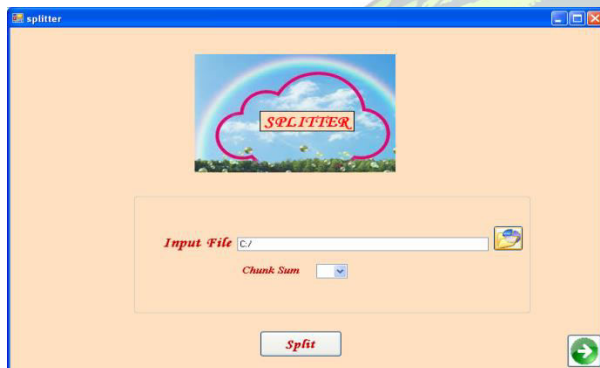 splitter
SPLITTER
Input File C:/
Chunk Sum
Split